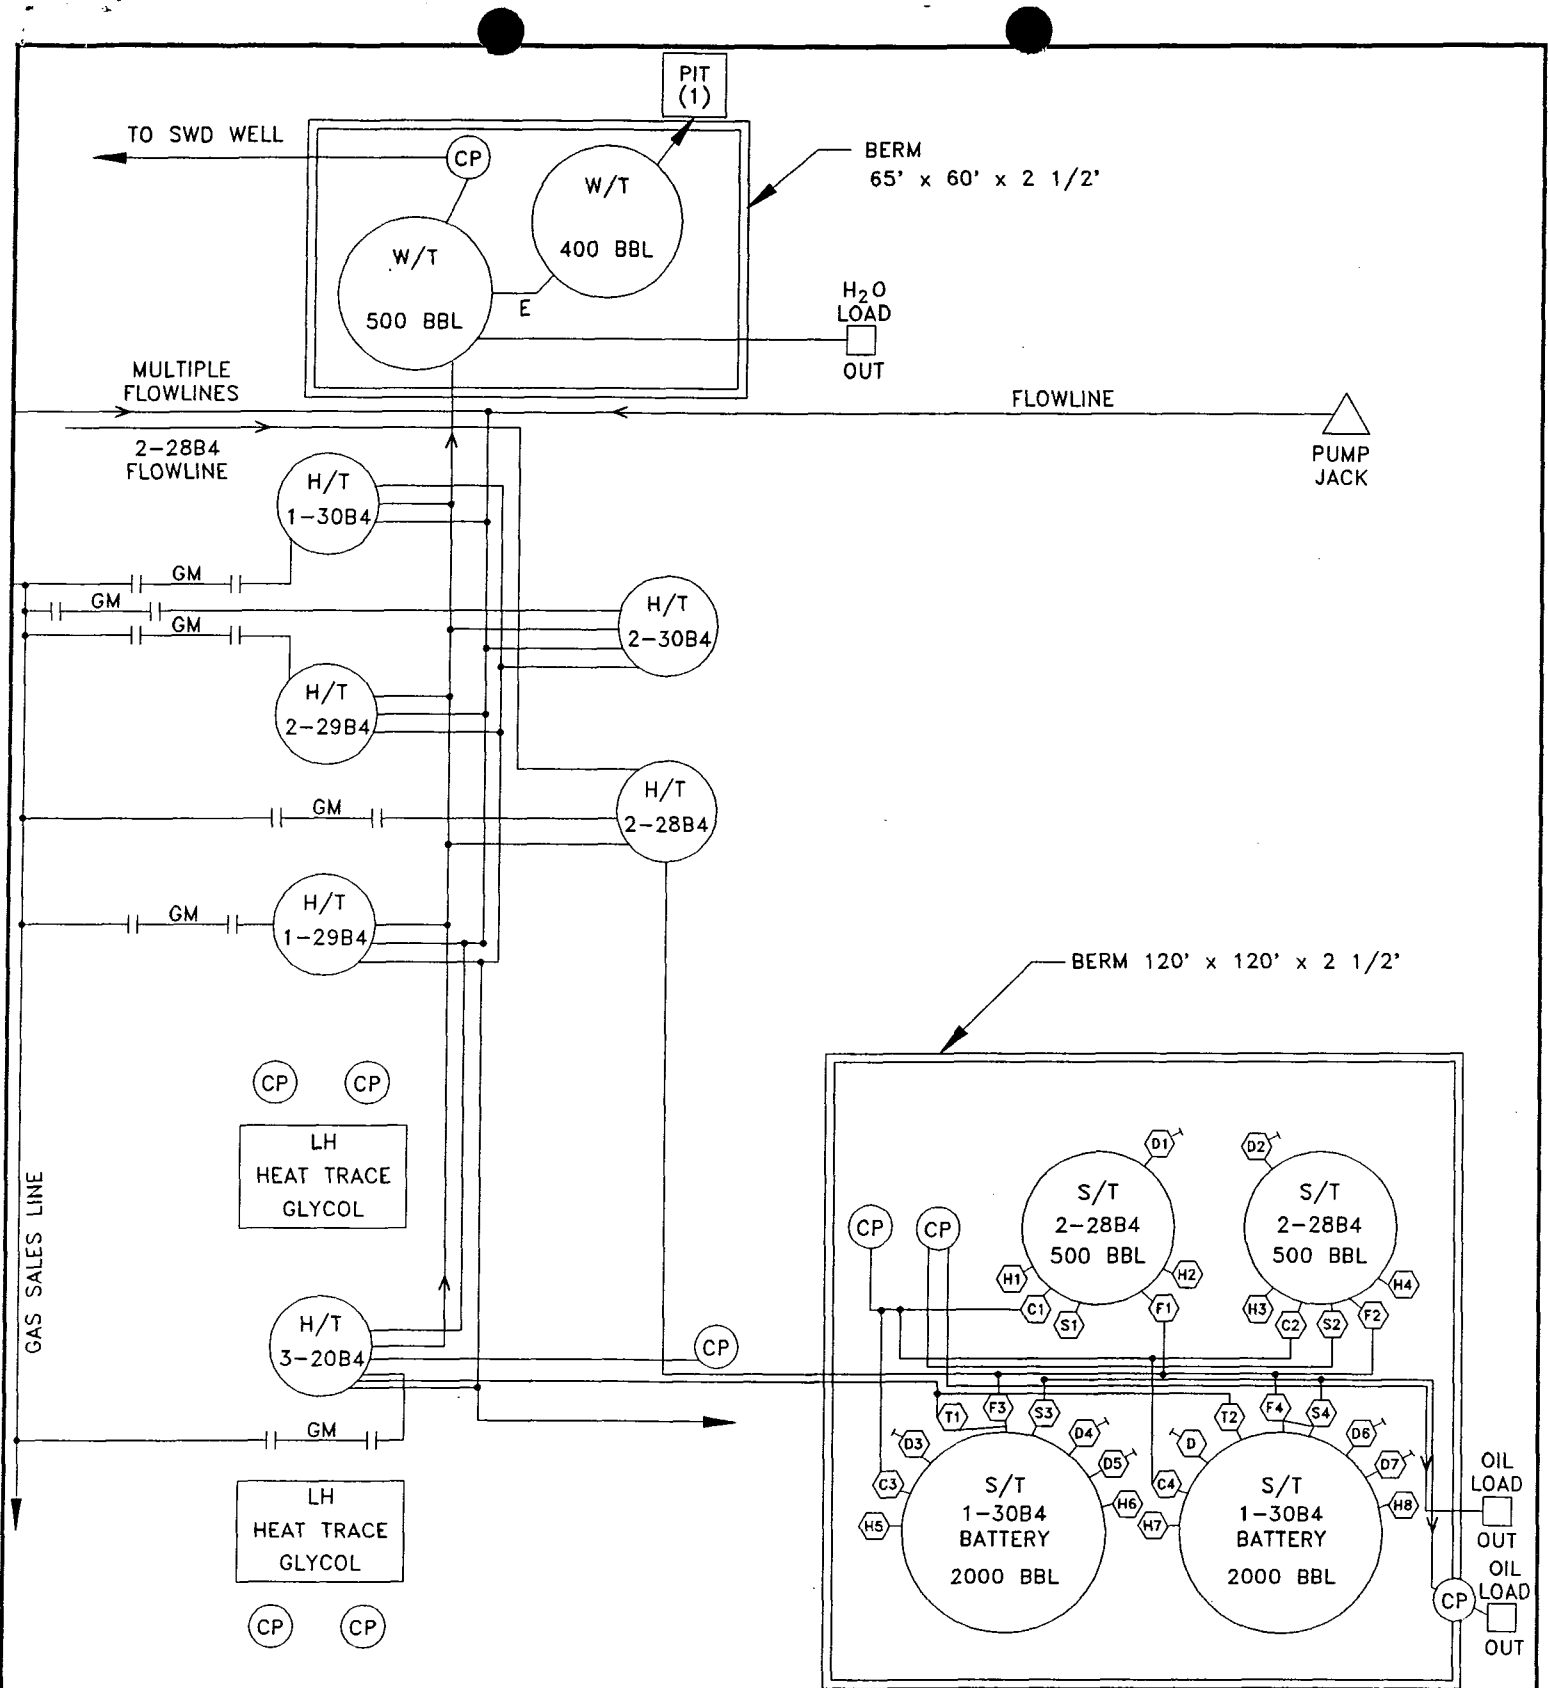 PIT
(1)
TO SWD WELL
CP
W/T
400 BBL
BERM
65' x 60' x 2 1/2'
W/T
500 BBL
E
H2O
LOAD
OUT
MULTIPLE
FLOWLINES
FLOWLINE
2-28B4
FLOWLINE
PUMP
JACK
H/T
1-30B4
GM
GM
GM
H/T
2-30B4
H/T
2-29B4
GM
H/T
2-28B4
GM
H/T
1-29B4
BERM 120' x 120' x 2 1/2'
CP
CP
LH
HEAT TRACE
GLYCOL
GAS SALES LINE
H/T
3-20B4
CP
GM
LH
HEAT TRACE
GLYCOL
CP
CP
CP
CP
D1
S/T
2-28B4
500 BBL
H1
C1
S1
F1
H2
D2
S/T
2-28B4
500 BBL
H3
C2
S2
F2
H4
T1
F3
S3
D3
D4
D5
C3
H5
H6
S/T
1-30B4
BATTERY
2000 BBL
T2
F4
S4
D
D6
D7
C4
H7
H8
S/T
1-30B4
BATTERY
2000 BBL
OIL
LOAD
OUT
OIL
LOAD
CP
OUT